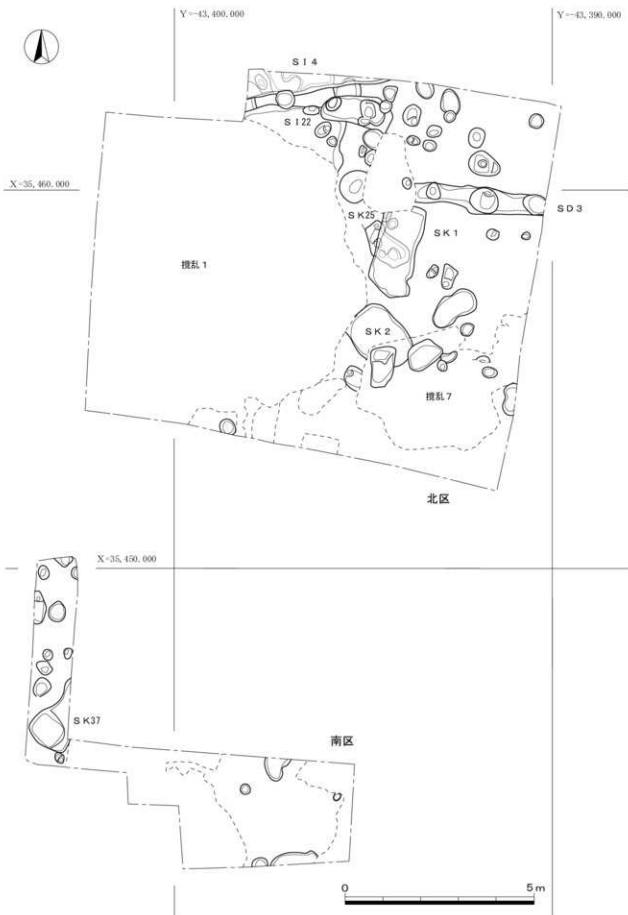 Y=-43,400.000
Y=-43,390.000
SI4
SI22
X=35,460.000
SD3
SK25
SK1
撹乱1
SK2
撹乱7
北区
X=35,450.000
SK37
南区
0
5m